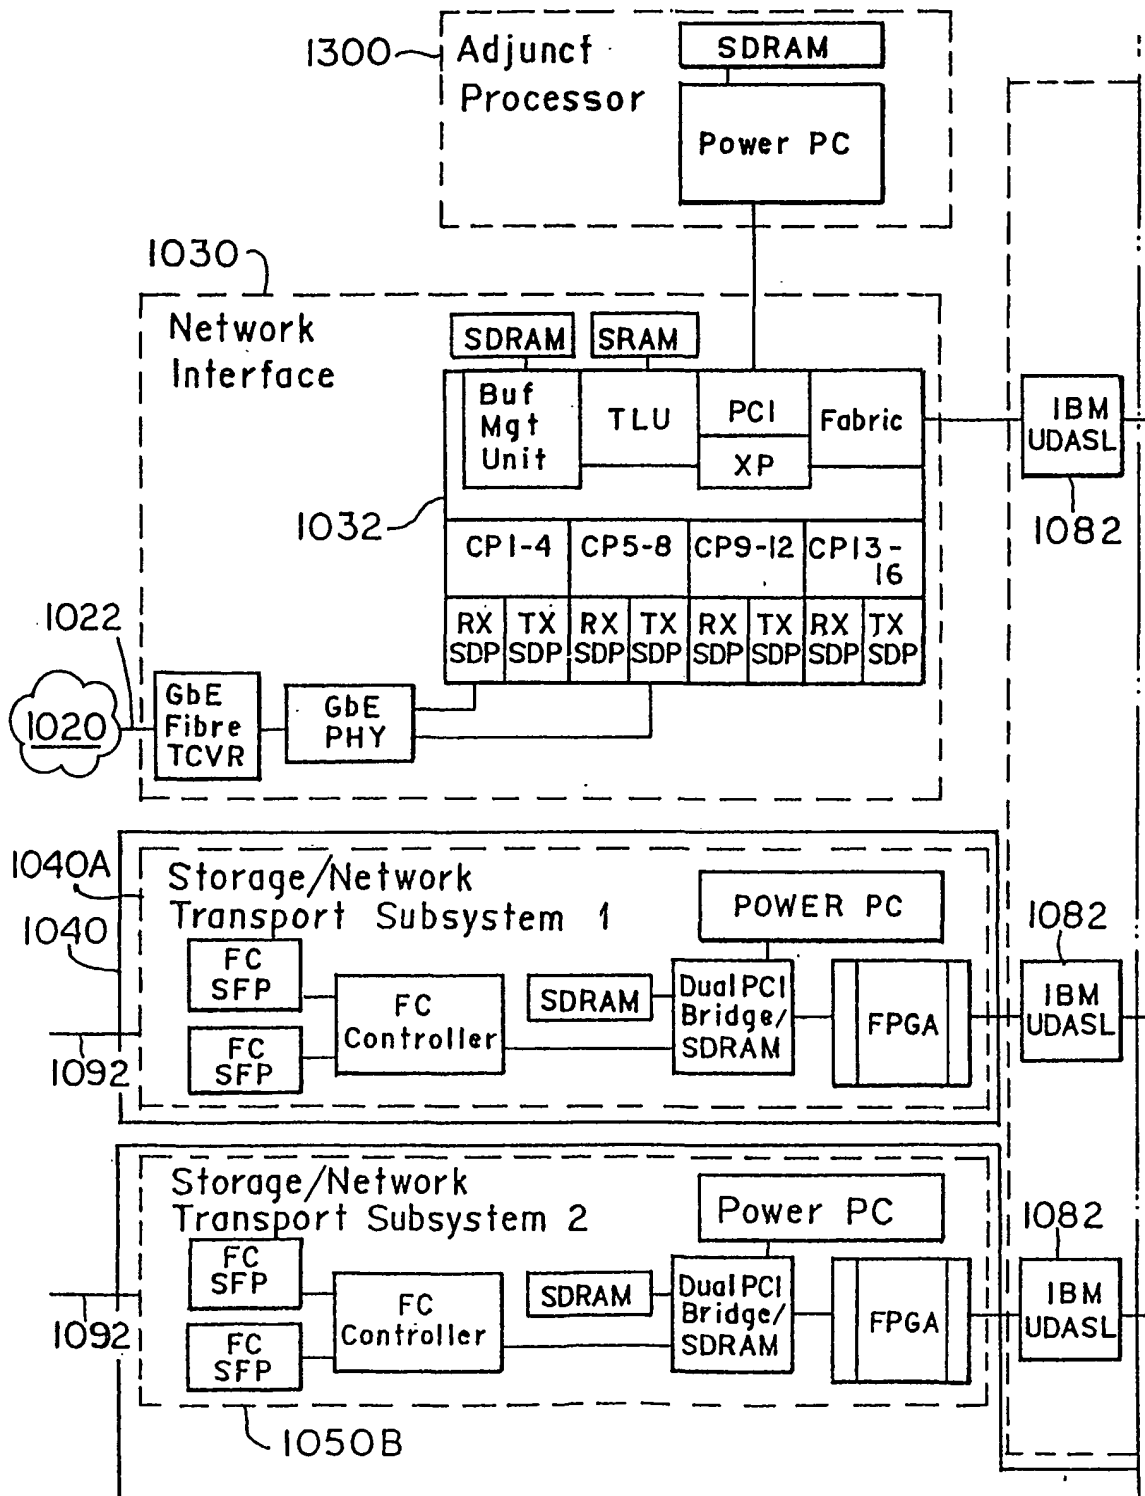 1300
Adjuncf
Processor
SDRAM
Power PC
1030
Network
Interface
SDRAM
SRAM
Buf
Mgt
Unit
TLU
PCI
XP
Fabric
IBM
UDASL
1082
1032
CP1-4
CP5-8
CP9-12
CP13-
16
RX
SDP
TX
SDP
RX
SDP
TX
SDP
RX
SDP
TX
SDP
RX
SDP
TX
SDP
1022
1020
GbE
Fibre
TCVR
GbE
PHY
1040A
1040
Storage/Network
Transport Subsystem 1
POWER PC
FC
SFP
FC
SFP
FC
Controller
SDRAM
Dual PCI
Bridge/
SDRAM
FPGA
1082
IBM
UDASL
1092
Storage/Network
Transport Subsystem 2
Power PC
FC
SFP
FC
SFP
FC
Controller
SDRAM
Dual PCI
Bridge/
SDRAM
FPGA
1082
IBM
UDASL
1092
1050B